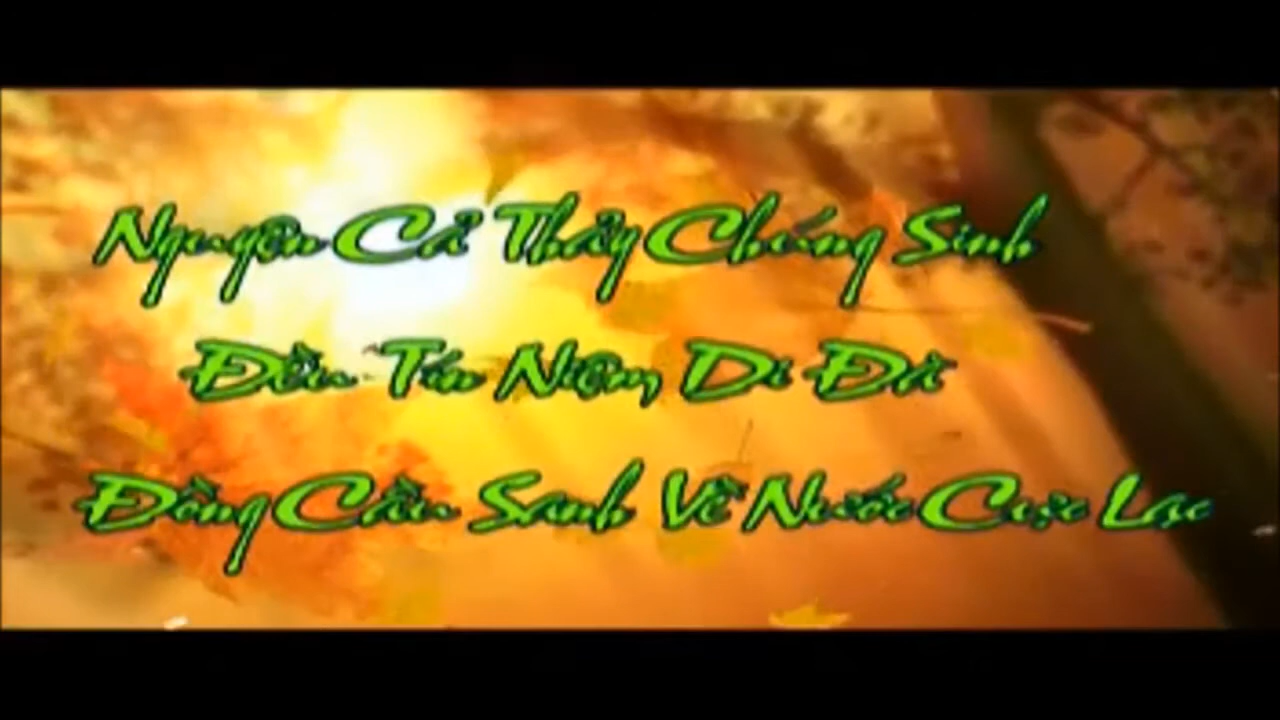 Nguyện Cả Thảy Chúng Sinh
Đều Tín Niệm Di Đà
Đồng Cầu Sanh Về Nước Cực Lạc